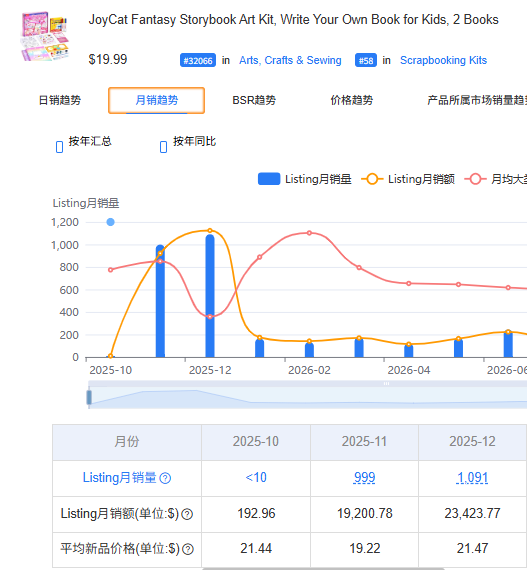 JoyCat Fantasy Storybook Art Kit, Write Your Own Book for Kids, 2 Books
$19.99 #32066 in Arts, Crafts & Sewing #58 in Scrapbooking Kits
日销趋势 月销趋势 BSR趋势 价格趋势 产品所属市场销量趋
按年汇总 按年同比
Listing月销量 Listing月销额 月均大
Listing月销量
1,200
1,000
800
600
400
200
0
2025-10 2025-12 2026-02 2026-04 2026-06
月份 2025-10 2025-11 2025-12
Listing月销量 <10 999 1,091
Listing月销额(单位:$) 192.96 19,200.78 23,423.77
平均新品价格(单位:$) 21.44 19.22 21.47